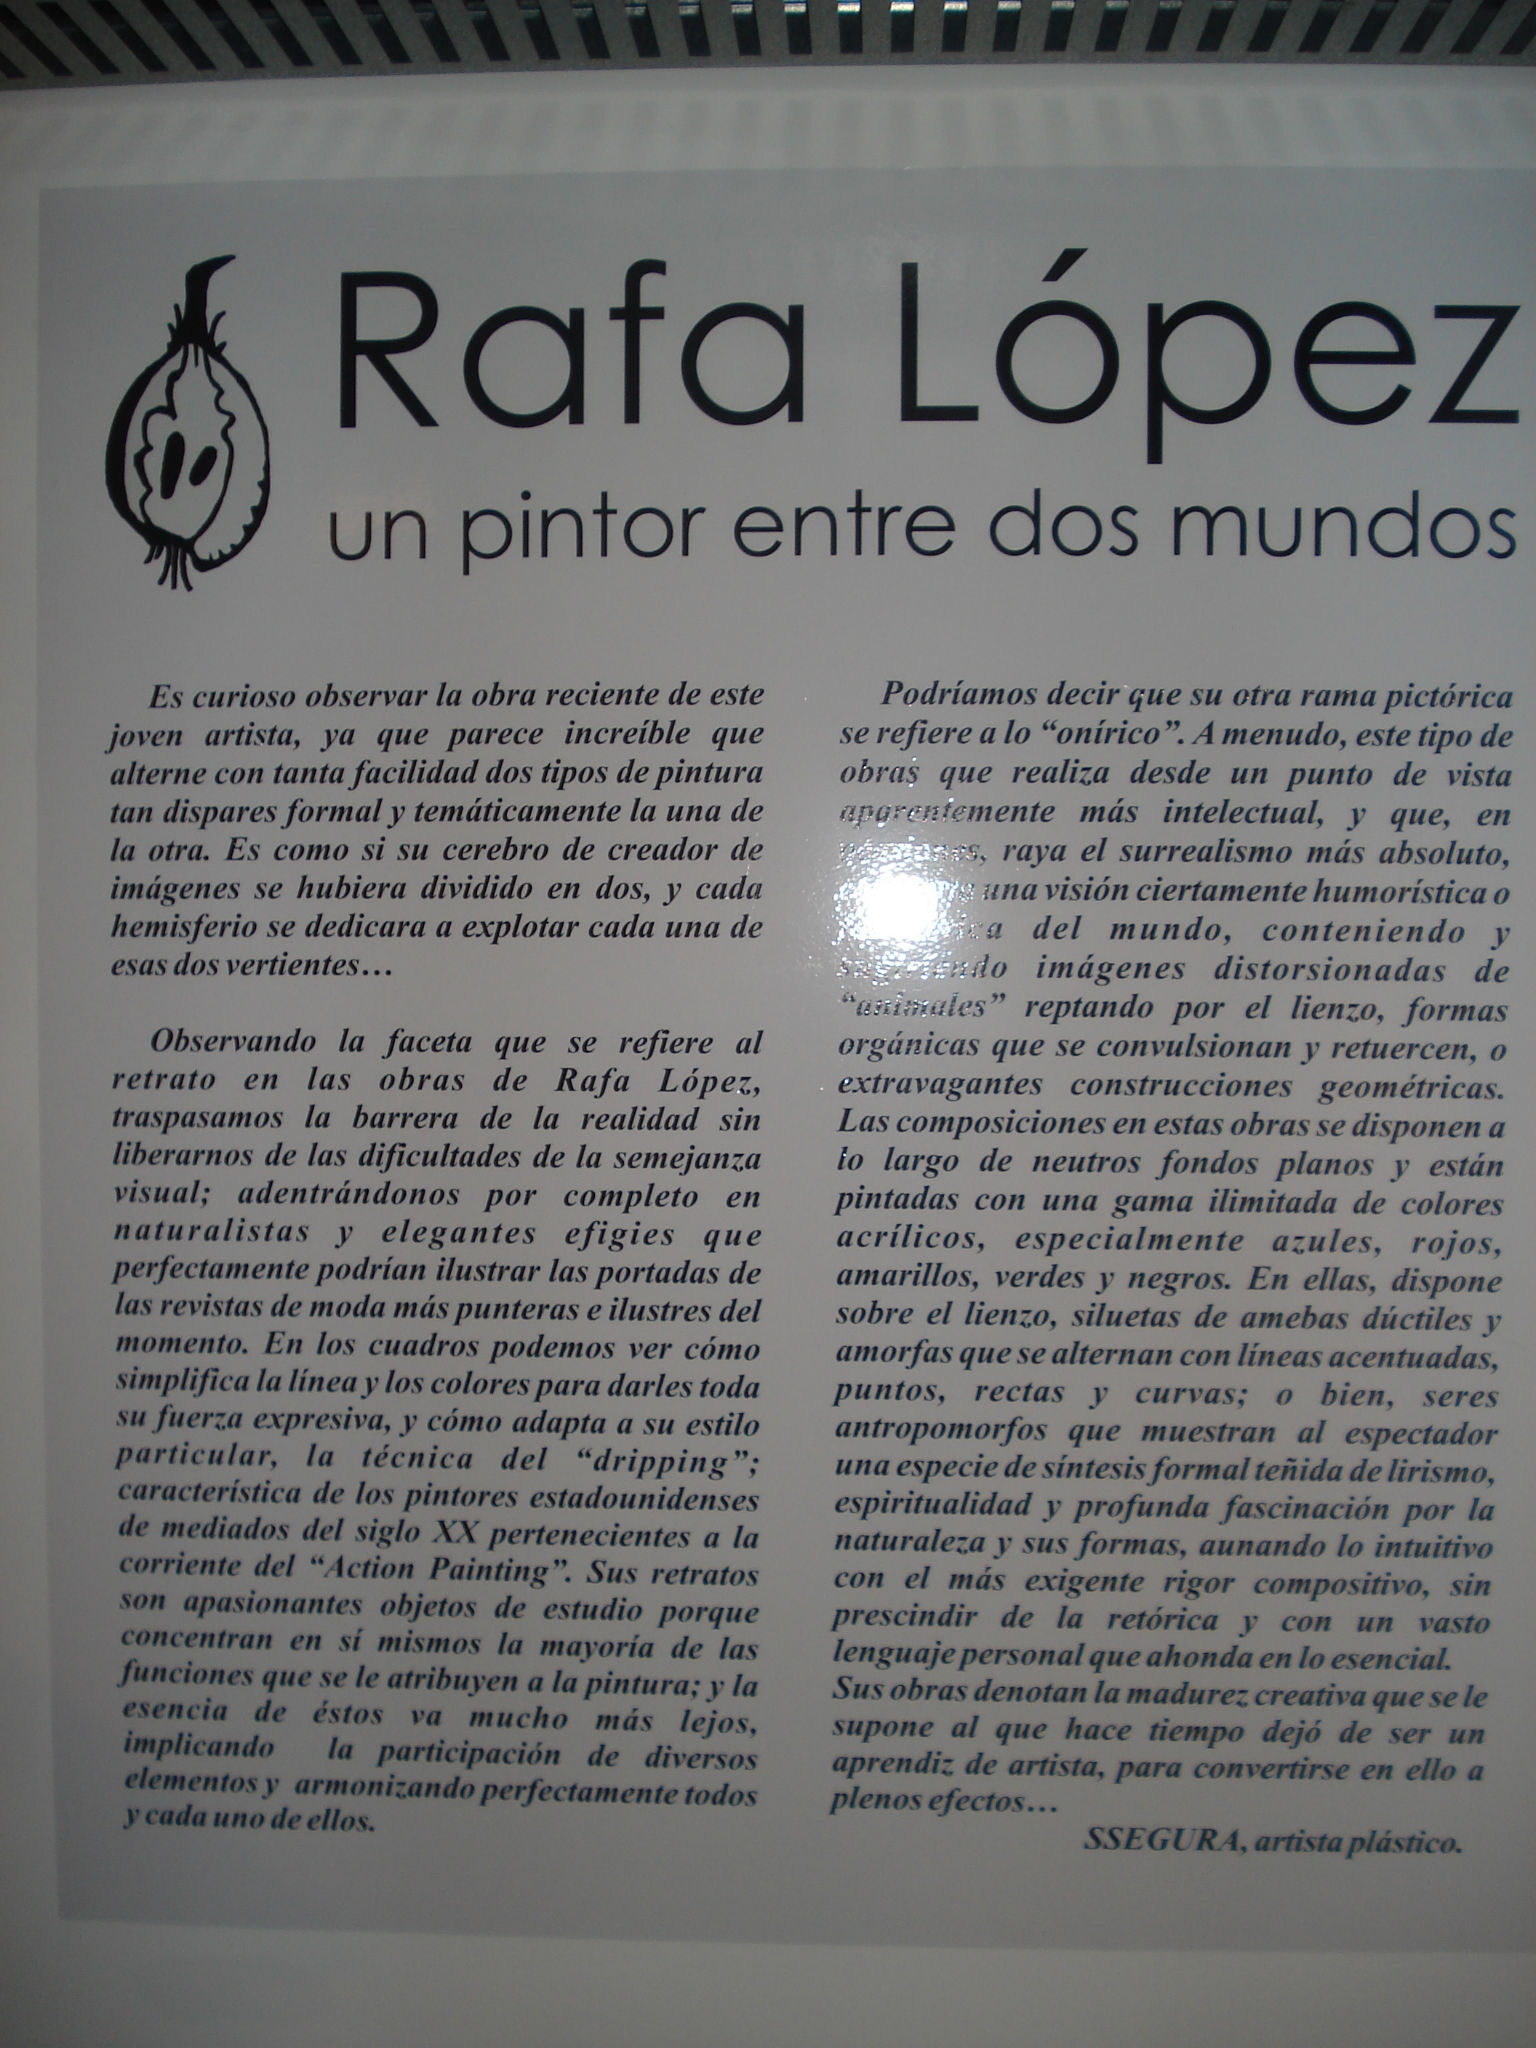 Rafa López
un pintor entre dos mundos
Es curioso observar la obra reciente de este
joven artista, ya que parece increíble que
alterne con tanta facilidad dos tipos de pintura
tan dispares formal y temáticamente la una de
la otra. Es como si su cerebro de creador de
imágenes se hubiera dividido en dos, y cada
hemisferio se dedicara a explotar cada una de
esas dos vertientes…
Observando la faceta que se refiere al
retrato en las obras de Rafa López,
traspasamos la barrera de la realidad sin
liberarnos de las dificultades de la semejanza
visual; adentrándonos por completo en
naturalistas y elegantes efigies que
perfectamente podrían ilustrar las portadas de
las revistas de moda más punteras e ilustres del
momento. En los cuadros podemos ver cómo
simplifica la línea y los colores para darles toda
su fuerza expresiva, y cómo adapta a su estilo
particular, la técnica del “dripping”;
característica de los pintores estadounidenses
de mediados del siglo XX pertenecientes a la
corriente del “Action Painting”. Sus retratos
son apasionantes objetos de estudio porque
concentran en sí mismos la mayoría de las
funciones que se le atribuyen a la pintura; y la
esencia de éstos va mucho más lejos,
implicando la participación de diversos
elementos y armonizando perfectamente todos
y cada uno de ellos.
Podríamos decir que su otra rama pictórica
se refiere a lo “onírico”. A menudo, este tipo de
obras que realiza desde un punto de vista
aparentemente más intelectual, y que, en
raya el surrealismo más absoluto,
una visión ciertamente humorística o
del mundo, conteniendo y
imágenes distorsionadas de
“animales” reptando por el lienzo, formas
orgánicas que se convulsionan y retuercen, o
extravagantes construcciones geométricas.
Las composiciones en estas obras se disponen a
lo largo de neutros fondos planos y están
pintadas con una gama ilimitada de colores
acrílicos, especialmente azules, rojos,
amarillos, verdes y negros. En ellas, dispone
sobre el lienzo, siluetas de amebas dúctiles y
amorfas que se alternan con líneas acentuadas,
puntos, rectas y curvas; o bien, seres
antropomorfos que muestran al espectador
una especie de síntesis formal teñida de lirismo,
espiritualidad y profunda fascinación por la
naturaleza y sus formas, aunando lo intuitivo
con el más exigente rigor compositivo, sin
prescindir de la retórica y con un vasto
lenguaje personal que ahonda en lo esencial.
Sus obras denotan la madurez creativa que se le
supone al que hace tiempo dejó de ser un
aprendiz de artista, para convertirse en ello a
plenos efectos…
SSEGURA, artista plástico.